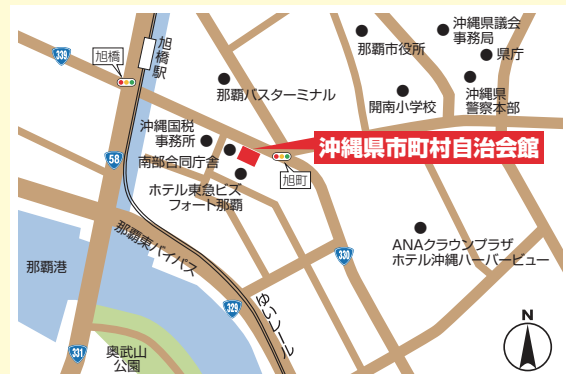 339
旭橋駅
旭橋
那覇バスターミナル
那覇市役所
沖縄県議会
事務局
県庁
沖縄県
警察本部
開南小学校
沖縄国税
事務所
南部合同庁舎
沖縄県市町村自治会館
旭町
58
ホテル東急ビズ
フォート那覇
那覇東バイパス
那覇港
ANAクラウンプラザ
ホテル沖縄ハーバービュー
330
329
ゆいレール
331
奥武山
公園
N